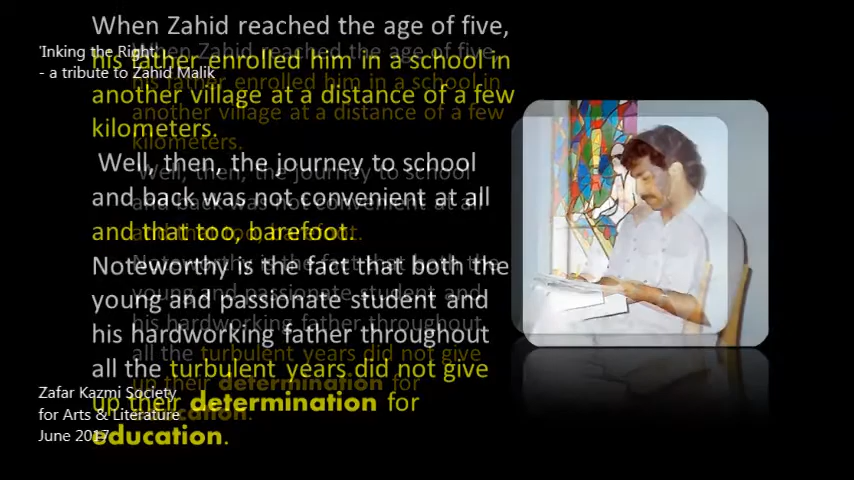 When Zahid reached the age of five,
'Inking the Right'
his father enrolled him in a school in
- a tribute to Zahid Malik
another village at a distance of a few
kilometers.
Well, then, the journey to school
and back was not convenient at all
and that too, barefoot.
Noteworthy is the fact that both the
young and passionate student and
his hardworking father throughout
all the turbulent years did not give
up their determination for
education.
Zafar Kazmi Society
for Arts & Literature
June 2017